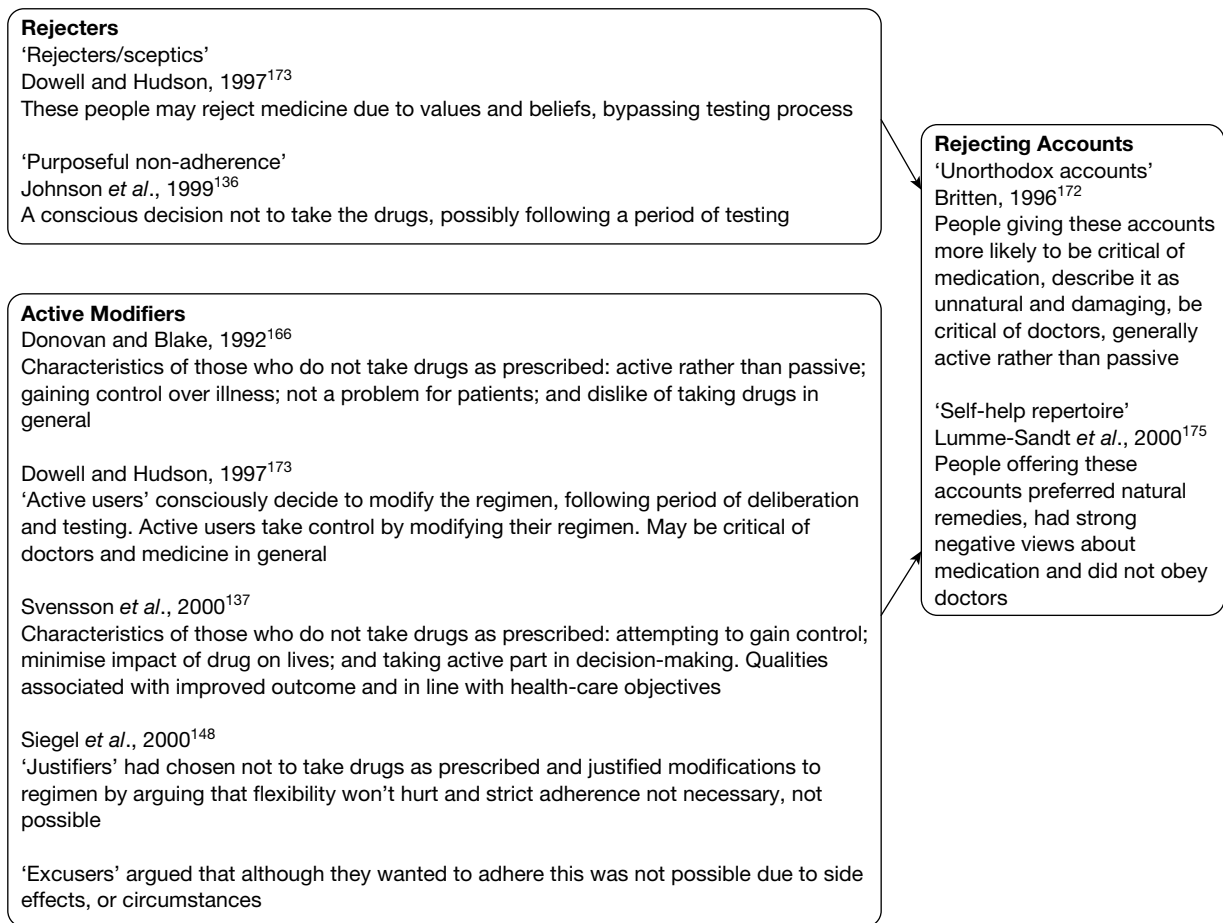 Rejecters
‘Rejecters/sceptics’
Dowell and Hudson, 1997173
These people may reject medicine due to values and beliefs, bypassing testing process
‘Purposeful non-adherence’
Johnson et al., 1999136
A conscious decision not to take the drugs, possibly following a period of testing
Active Modifiers
Donovan and Blake, 1992166
Characteristics of those who do not take drugs as prescribed: active rather than passive;
gaining control over illness; not a problem for patients; and dislike of taking drugs in
general
Dowell and Hudson, 1997173
‘Active users’ consciously decide to modify the regimen, following period of deliberation
and testing. Active users take control by modifying their regimen. May be critical of
doctors and medicine in general
Svensson et al., 2000137
Characteristics of those who do not take drugs as prescribed: attempting to gain control;
minimise impact of drug on lives; and taking active part in decision-making. Qualities
associated with improved outcome and in line with health-care objectives
Siegel et al., 2000148
‘Justifiers’ had chosen not to take drugs as prescribed and justified modifications to
regimen by arguing that flexibility won’t hurt and strict adherence not necessary, not
possible
‘Excusers’ argued that although they wanted to adhere this was not possible due to side
effects, or circumstances
Rejecting Accounts
‘Unorthodox accounts’
Britten, 1996172
People giving these accounts
more likely to be critical of
medication, describe it as
unnatural and damaging, be
critical of doctors, generally
active rather than passive
‘Self-help repertoire’
Lumme-Sandt et al., 2000175
People offering these
accounts preferred natural
remedies, had strong
negative views about
medication and did not obey
doctors